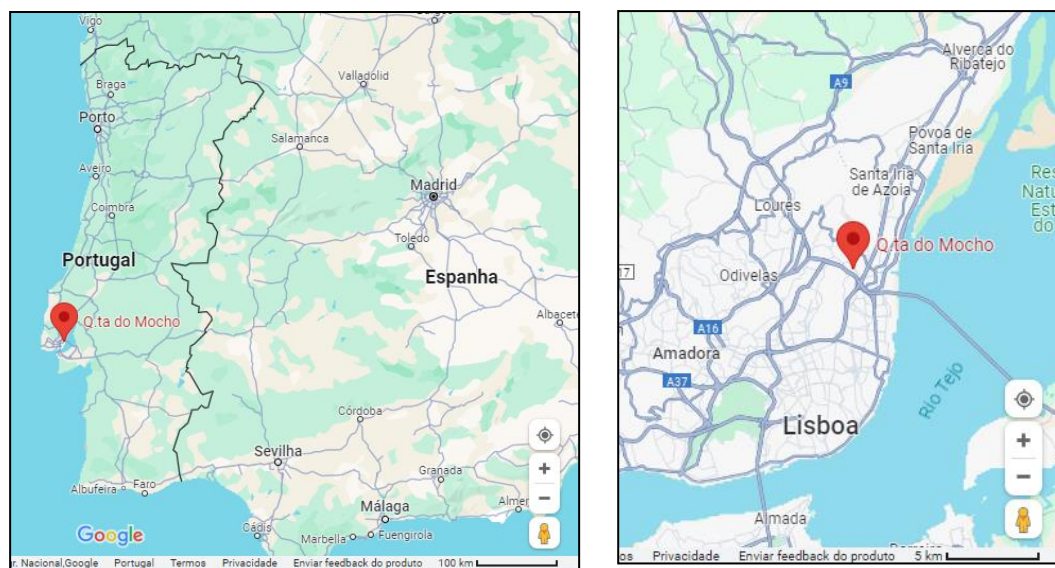 Vigo
Braga
Porto
Valladolid
Salamanca
Aveiro
Madrid
Coimbra
Toledo
Portugal
Espanha
Q.ta do Mocho
Albacete
Córdoba
Sevilha
Granada
Albufeira
Faro
Málaga
Cádis
Marbella
Fuengirola
Google
Nacional,Google Portugal Termos Privacidade Enviar feedback do produto 100 km
Alverca do
Ribatejo
A9
Póvoa de
Santa Iria
Santa Iria
de Azoia
Loures
Q.ta do Mocho
17
Odivelas
A16
Amadora
A37
Lisboa
Rio Tejo
Almada
Privacidade Enviar feedback do produto 5 km